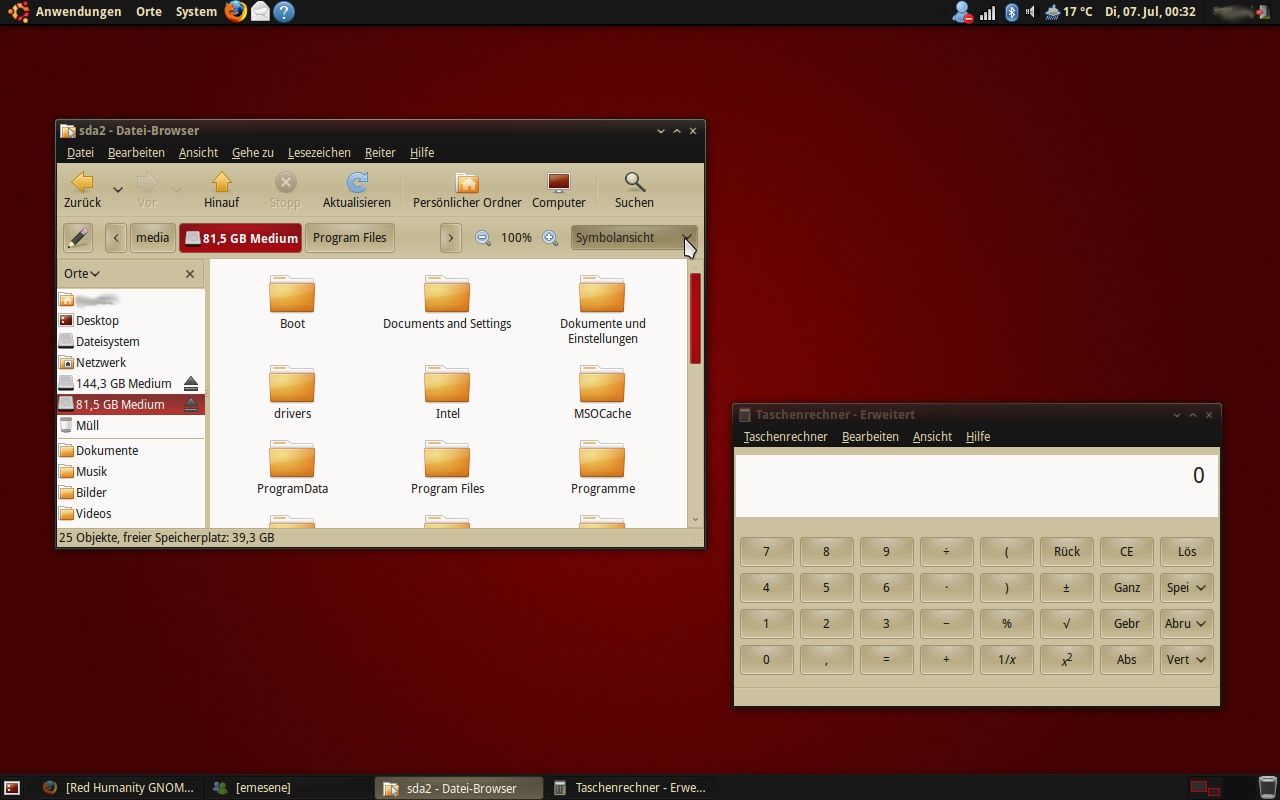 Anwendungen Orte System 17 °C Di, 07. Jul, 00:32
sda2 - Datei-Browser
Datei Bearbeiten Ansicht Gehe zu Lesezeichen Reiter Hilfe
Zurück Vor Hinauf Stopp Aktualisieren Persönlicher Ordner Computer Suchen
media 81,5 GB Medium Program Files 100% Symbolansicht
Orte
Desktop
Dateisystem
Netzwerk
144,3 GB Medium
81,5 GB Medium
Müll
Dokumente
Musik
Bilder
Videos
Boot Documents and Settings Dokumente und
Einstellungen
drivers Intel MSOCache
ProgramData Program Files Programme
25 Objekte, freier Speicherplatz: 39,3 GB
Taschenrechner - Erweitert
Taschenrechner Bearbeiten Ansicht Hilfe
0
7 8 9 ÷ ( Rück CE Lös
4 5 6 · ) ± Ganz Spei
1 2 3 − % √ Gebr Abru
0 , = + 1/x x² Abs Vert
[Red Humanity GNOM... [emesene] sda2 - Datei-Browser Taschenrechner - Erwe...